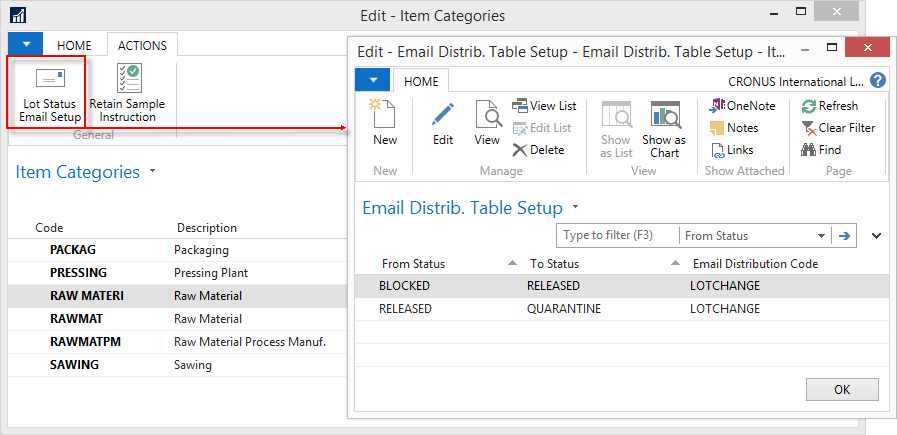 Edit - Item Categories
HOME ACTIONS
Lot Status Email Setup
Retain Sample Instruction
General
Item Categories
Code Description
PACKAG Packaging
PRESSING Pressing Plant
RAW MATERI Raw Material
RAWMAT Raw Material
RAWMATPM Raw Material Process Manuf.
SAWING Sawing
Edit - Email Distrib. Table Setup - Email Distrib. Table Setup - It...
HOME CRONUS International L... ?
New
New
Edit
View
View List
Edit List
Delete
Manage
Show as List
Show as Chart
View
OneNote
Notes
Links
Show Attached
Refresh
Clear Filter
Find
Page
Email Distrib. Table Setup
Type to filter (F3) From Status
From Status To Status Email Distribution Code
BLOCKED RELEASED LOTCHANGE
RELEASED QUARANTINE LOTCHANGE
OK